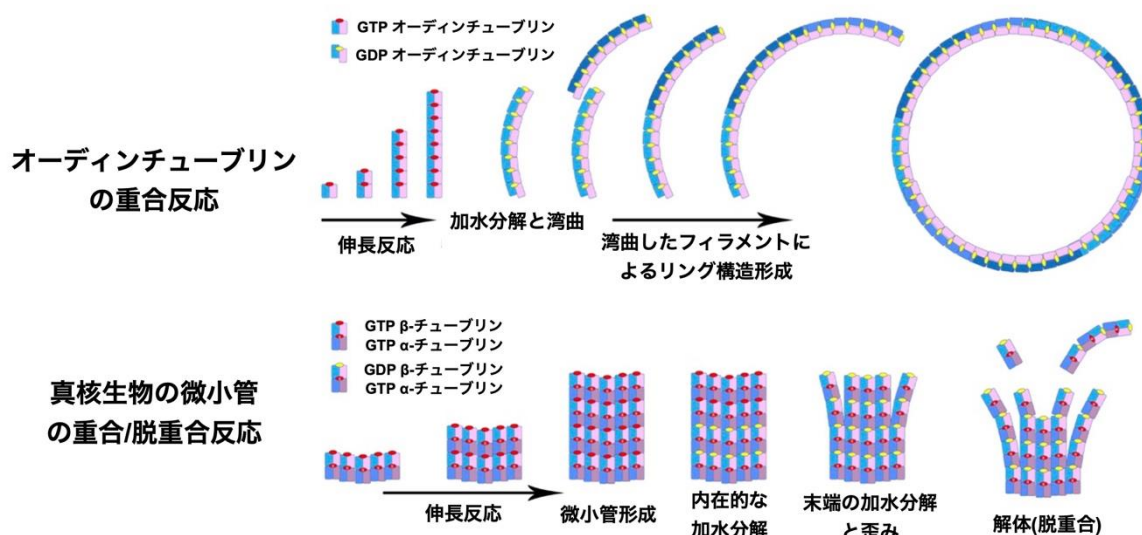 GTP オーディンチューブリン
GDP オーディンチューブリン
オーディンチューブリン
の重合反応
伸長反応
加水分解と湾曲
湾曲したフィラメントに
よるリング構造形成
GTP β-チューブリン
GTP α-チューブリン
GDP β-チューブリン
GTP α-チューブリン
真核生物の微小管
の重合/脱重合反応
伸長反応
微小管形成
内在的な
加水分解
末端の加水分解
と歪み
解体(脱重合)